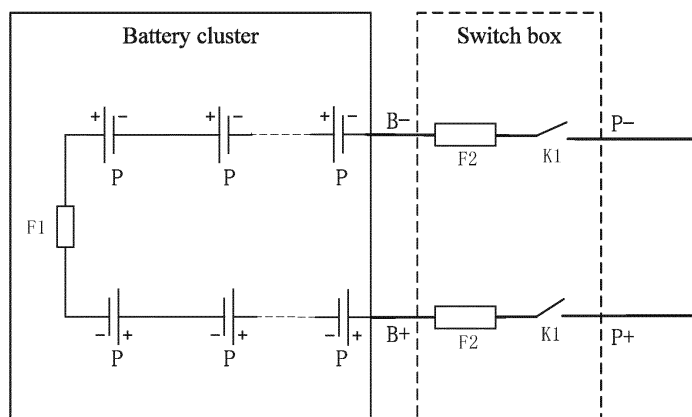 Battery cluster
Switch box
+ − + − + −
B−
P−
P P P
F2
K1
F1
− + − + − +
B+
P+
P P P
F2
K1